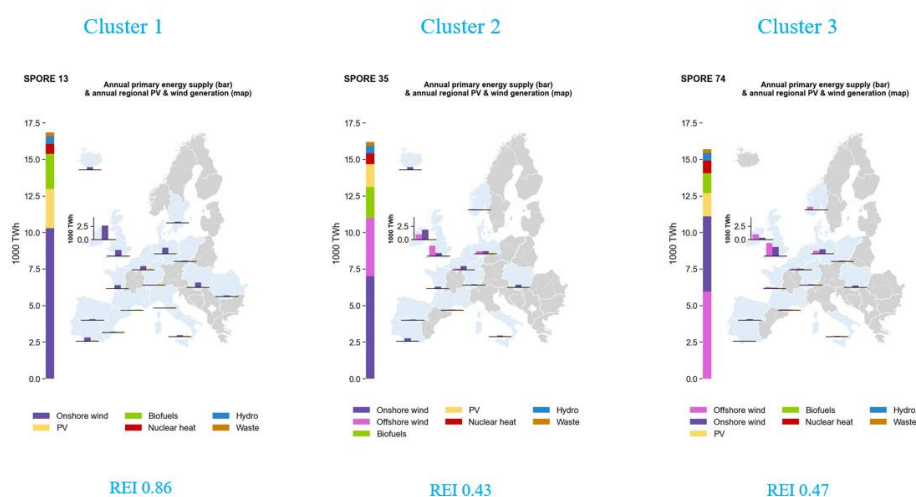 Cluster 1
Cluster 2
Cluster 3
SPORE 13
Annual primary energy supply (bar)
& annual regional PV & wind generation (map)
17.5
15.0
12.5
10.0
7.5
5.0
2.5
0.0
1000 TWh
1000 TWh
2.5
0.0
Onshore wind
Biofuels
Hydro
PV
Nuclear heat
Waste
SPORE 35
Annual primary energy supply (bar)
& annual regional PV & wind generation (map)
17.5
15.0
12.5
10.0
7.5
5.0
2.5
0.0
1000 TWh
1000 TWh
2.5
0.0
Onshore wind
PV
Hydro
Offshore wind
Nuclear heat
Waste
Biofuels
SPORE 74
Annual primary energy supply (bar)
& annual regional PV & wind generation (map)
17.5
15.0
12.5
10.0
7.5
5.0
2.5
0.0
1000 TWh
1000 TWh
2.5
0.0
Offshore wind
Biofuels
Hydro
Onshore wind
Nuclear heat
Waste
PV
REI 0.86
REI 0.43
REI 0.47